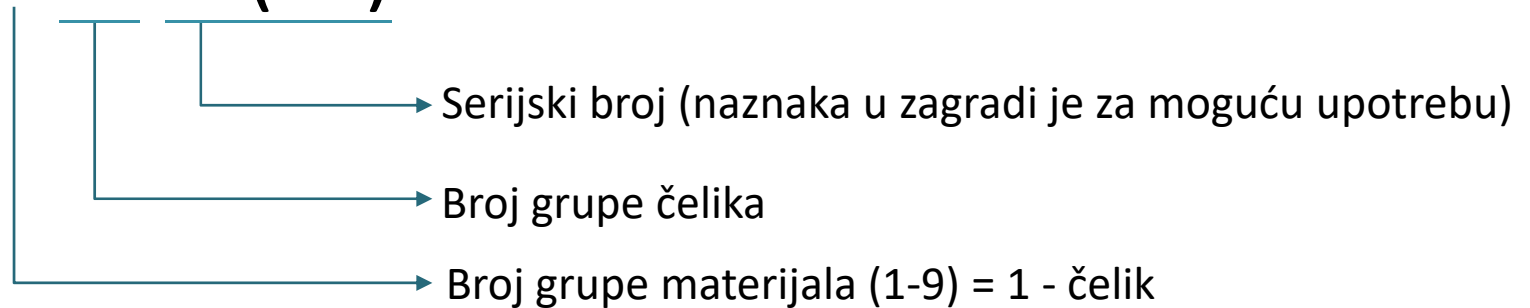 Serijski broj (naznaka u zagradi je za moguću upotrebu)
Broj grupe čelika
Broj grupe materijala (1-9) = 1 - čelik